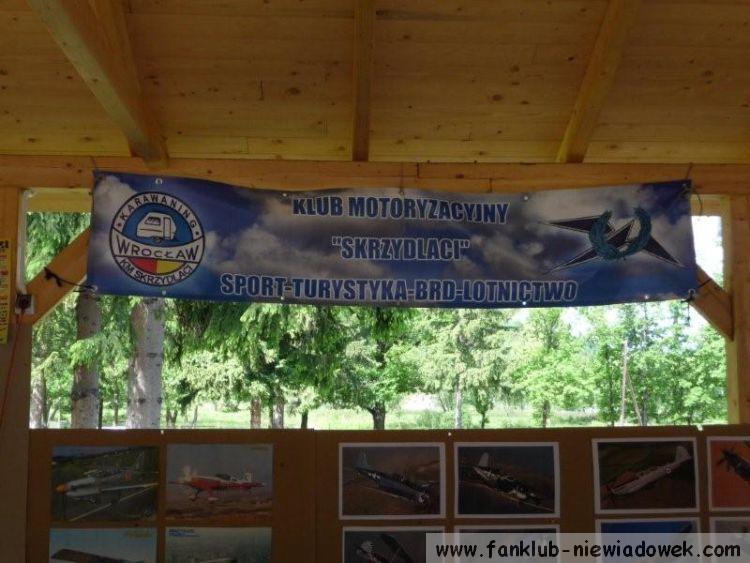 KLUB MOTORYZACYJNY
"SKRZYDLACI"
SPORT-TURYSTYKA-BRD-LOTNICTWO
KARAWANING
WROCŁAW
KM SKRZYDLACI
www.fanklub-niewiadowek.com